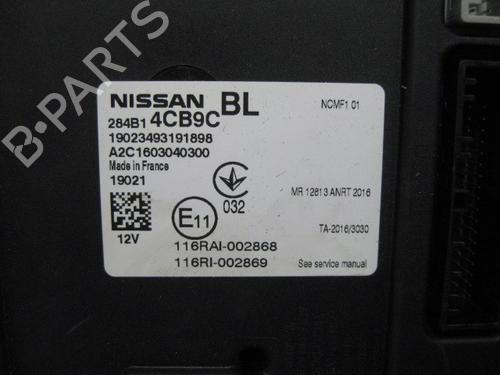 NISSAN BL NCMF1 01
284B1 4CB9C
19023493191898
A2C1603040300
Made in France
19021
C
032
MR 12813 ANRT 2016
E11
12V
TA-2016/3030
116RAI-002868
116RI-002869 See service manual
B-PARTS